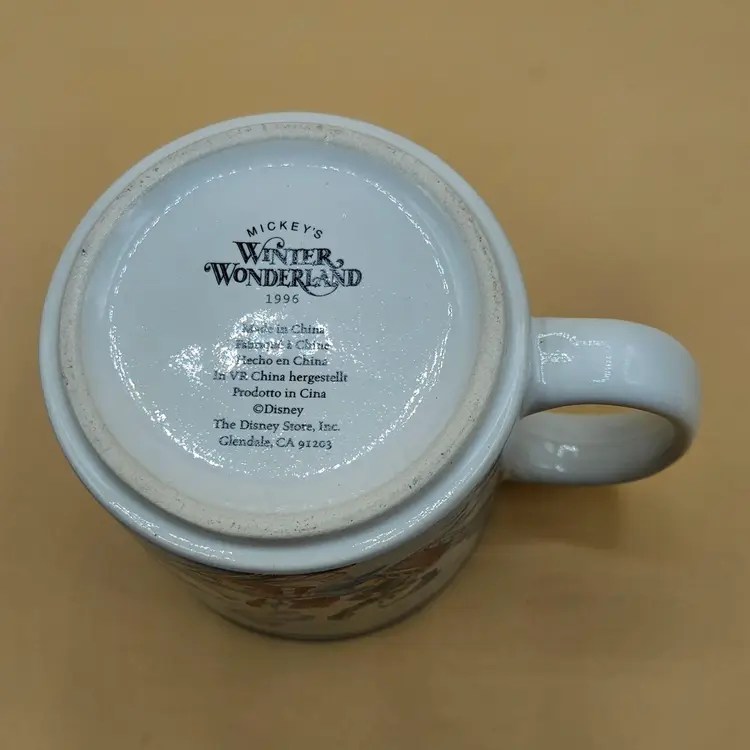 MICKEY'S
WINTER
WONDERLAND
1996
Made in China
Fabriqué à Chine
Hecho en China
In VR China hergestellt
Prodotto in Cina
©Disney
The Disney Store, Inc.
Glendale, CA 91203